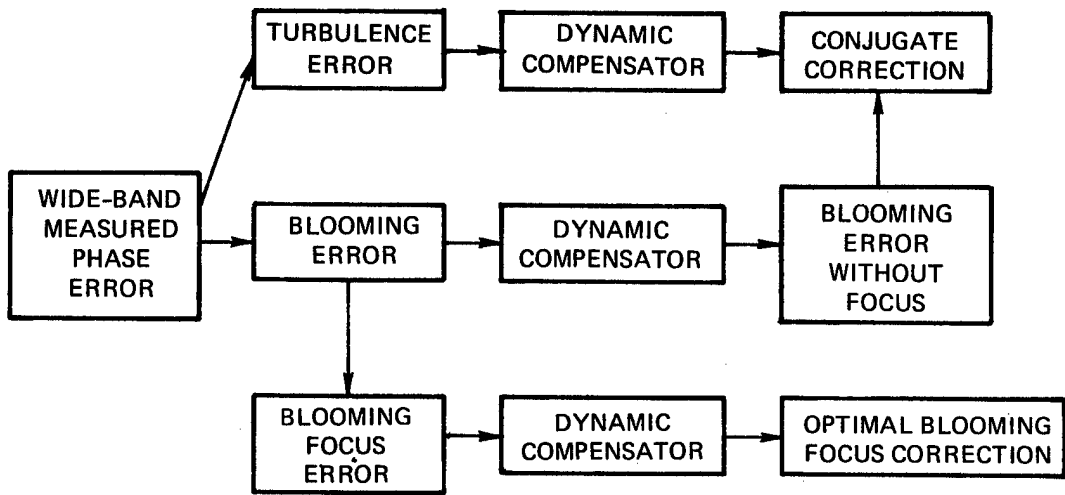 TURBULENCE
ERROR
DYNAMIC
COMPENSATOR
CONJUGATE
CORRECTION
WIDE-BAND
MEASURED
PHASE
ERROR
BLOOMING
ERROR
DYNAMIC
COMPENSATOR
BLOOMING
ERROR
WITHOUT
FOCUS
BLOOMING
FOCUS
ERROR
DYNAMIC
COMPENSATOR
OPTIMAL BLOOMING
FOCUS CORRECTION